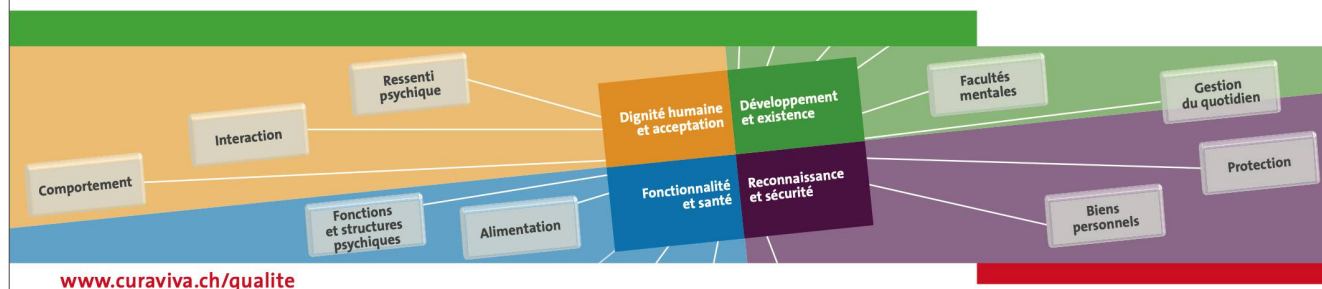 Ressenti
psychique
Interaction
Comportement
Dignité humaine
et acceptation
Développement
et existence
Facultés
mentales
Gestion
du quotidien
Fonctions
et structures
psychiques
Alimentation
Fonctionnalité
et santé
Reconnaissance
et sécurité
Protection
Biens
personnels
www.curaviva.ch/qualite